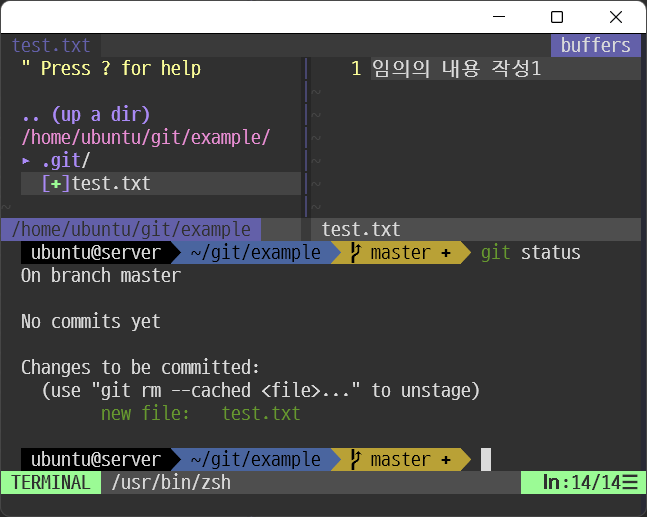 test.txt buffers
" Press ? for help
.. (up a dir)
/home/ubuntu/git/example/
▸ .git/
[+]test.txt
~
/home/ubuntu/git/example
1 임의의 내용 작성1
~
~
~
~
~
~
test.txt
ubuntu@server ~/git/example master + git status
On branch master
No commits yet
Changes to be committed:
(use "git rm --cached <file>..." to unstage)
new file: test.txt
ubuntu@server ~/git/example master +
TERMINAL /usr/bin/zsh ln:14/14☰